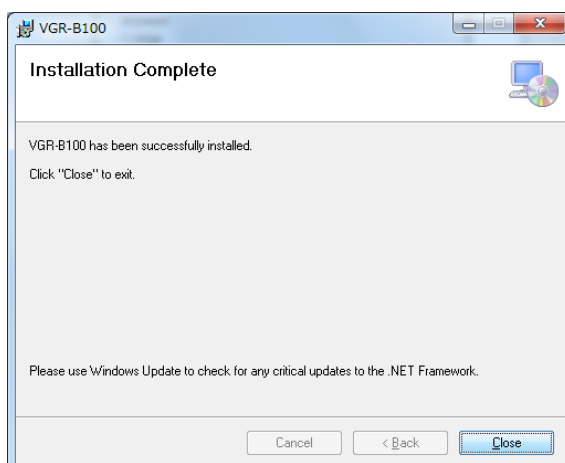 VGR-B100
Installation Complete
VGR-B100 has been successfully installed.
Click "Close" to exit.
Please use Windows Update to check for any critical updates to the .NET Framework.
Cancel
< Back
Close